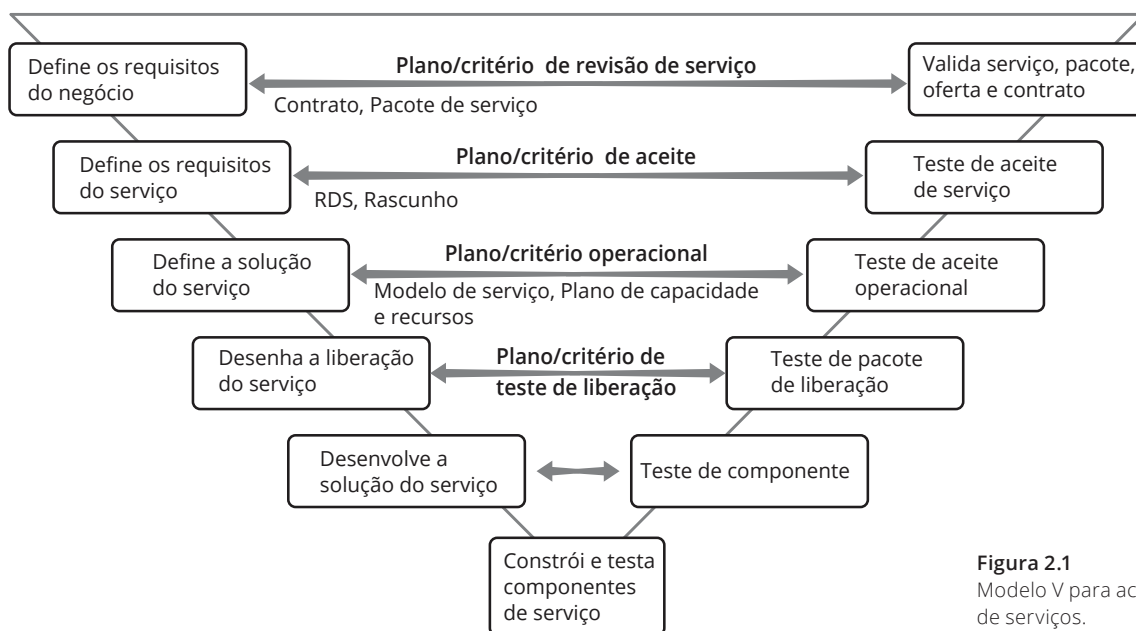 Define os requisitos
do negócio
Plano/critério de revisão de serviço
Contrato, Pacote de serviço
Valida serviço, pacote,
oferta e contrato
Define os requisitos
do serviço
Plano/critério de aceite
RDS, Rascunho
Teste de aceite
de serviço
Define a solução
do serviço
Plano/critério operacional
Modelo de serviço, Plano de capacidade
e recursos
Teste de aceite
operacional
Desenha a liberação
do serviço
Plano/critério de
teste de liberação
Teste de pacote
de liberação
Desenvolve a
solução do serviço
Teste de componente
Constrói e testa
componentes
de serviço
Figura 2.1
Modelo V para
de serviços.